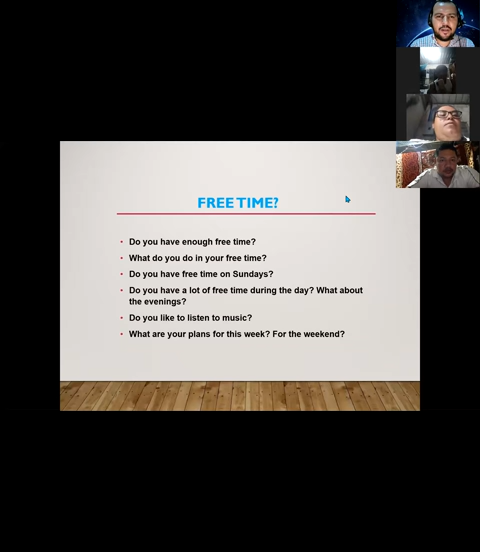 FREE TIME?
• Do you have enough free time?
• What do you do in your free time?
• Do you have free time on Sundays?
• Do you have a lot of free time during the day? What about
the evenings?
• Do you like to listen to music?
• What are your plans for this week? For the weekend?